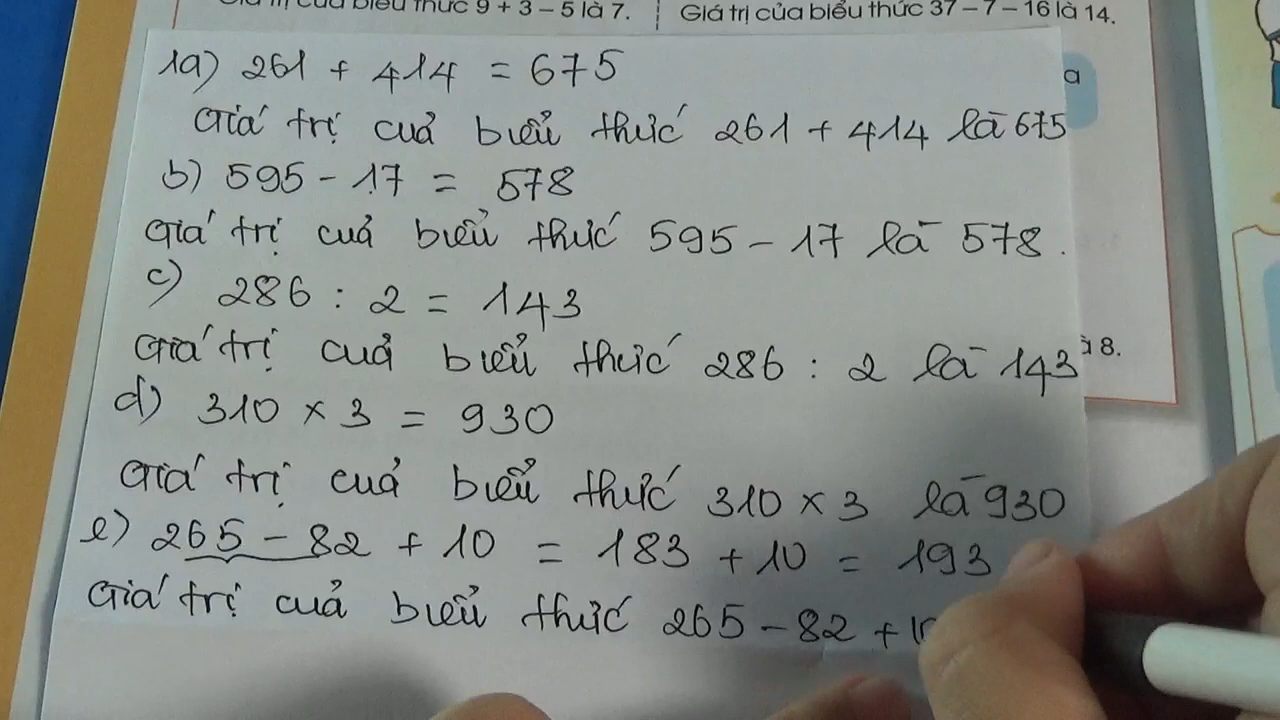 Giá trị của biểu thức 9 + 3 – 5 là 7. Giá trị của biểu thức 37 – 7 – 16 là 14.
1a) 261 + 414 = 675
a
Giá trị của biểu thức 261 + 414 là 675
b) 595 - 17 = 578
Giá trị của biểu thức 595 - 17 là 578.
c) 286 : 2 = 143
Giá trị của biểu thức 286 : 2 là 143
à 8.
d) 310 x 3 = 930
Giá trị của biểu thức 310 x 3 là 930
e) 265 - 82 + 10 = 183 + 10 = 193
Giá trị của biểu thức 265 - 82 + 10